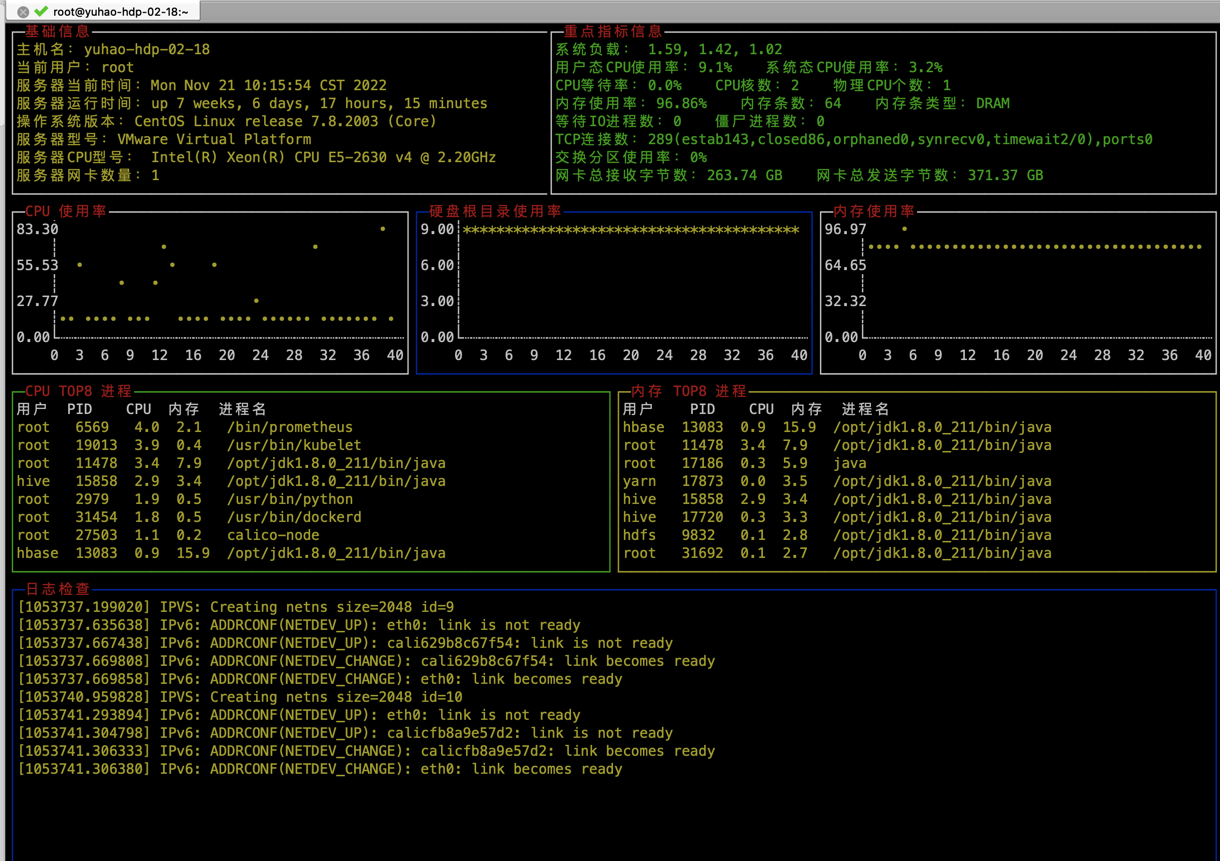 root@yuhao-hdp-02-18:~
基础信息
主机名: yuhao-hdp-02-18
当前用户: root
服务器当前时间: Mon Nov 21 10:15:54 CST 2022
服务器运行时间: up 7 weeks, 6 days, 17 hours, 15 minutes
操作系统版本: CentOS Linux release 7.8.2003 (Core)
服务器型号: VMware Virtual Platform
服务器CPU型号: Intel(R) Xeon(R) CPU E5-2630 v4 @ 2.20GHz
服务器网卡数量: 1
重点指标信息
系统负载: 1.59, 1.42, 1.02
用户态CPU使用率: 9.1% 系统态CPU使用率: 3.2%
CPU等待率: 0.0% CPU核数: 2 物理CPU个数: 1
内存使用率: 96.86% 内存条数: 64 内存条类型: DRAM
等待IO进程数: 0 僵尸进程数: 0
TCP连接数: 289(estab143,closed86,orphaned0,synrecv0,timewait2/0),ports0
交换分区使用率: 0%
网卡总接收字节数: 263.74 GB 网卡总发送字节数: 371.37 GB
CPU 使用率
83.30
55.53
27.77
0.00
0 3 6 9 12 16 20 24 28 32 36 40
硬盘根目录使用率
9.00 ****************************************
6.00
3.00
0.00
0 3 6 9 12 16 20 24 28 32 36 40
内存使用率
96.97
64.65
32.32
0.00
0 3 6 9 12 16 20 24 28 32 36 40
CPU TOP8 进程
用户 PID CPU 内存 进程名
root 6569 4.0 2.1 /bin/prometheus
root 19013 3.9 0.4 /usr/bin/kubelet
root 11478 3.4 7.9 /opt/jdk1.8.0_211/bin/java
hive 15858 2.9 3.4 /opt/jdk1.8.0_211/bin/java
root 2979 1.9 0.5 /usr/bin/python
root 31454 1.8 0.5 /usr/bin/dockerd
root 27503 1.1 0.2 calico-node
hbase 13083 0.9 15.9 /opt/jdk1.8.0_211/bin/java
内存 TOP8 进程
用户 PID CPU 内存 进程名
hbase 13083 0.9 15.9 /opt/jdk1.8.0_211/bin/java
root 11478 3.4 7.9 /opt/jdk1.8.0_211/bin/java
root 17186 0.3 5.9 java
yarn 17873 0.0 3.5 /opt/jdk1.8.0_211/bin/java
hive 15858 2.9 3.4 /opt/jdk1.8.0_211/bin/java
hive 17720 0.3 3.3 /opt/jdk1.8.0_211/bin/java
hdfs 9832 0.1 2.8 /opt/jdk1.8.0_211/bin/java
root 31692 0.1 2.7 /opt/jdk1.8.0_211/bin/java
日志检查
[1053737.199020] IPVS: Creating netns size=2048 id=9
[1053737.635638] IPv6: ADDRCONF(NETDEV_UP): eth0: link is not ready
[1053737.667438] IPv6: ADDRCONF(NETDEV_UP): cali629b8c67f54: link is not ready
[1053737.669808] IPv6: ADDRCONF(NETDEV_CHANGE): cali629b8c67f54: link becomes ready
[1053737.669858] IPv6: ADDRCONF(NETDEV_CHANGE): eth0: link becomes ready
[1053740.959828] IPVS: Creating netns size=2048 id=10
[1053741.293894] IPv6: ADDRCONF(NETDEV_UP): eth0: link is not ready
[1053741.304798] IPv6: ADDRCONF(NETDEV_UP): calicfb8a9e57d2: link is not ready
[1053741.306333] IPv6: ADDRCONF(NETDEV_CHANGE): calicfb8a9e57d2: link becomes ready
[1053741.306380] IPv6: ADDRCONF(NETDEV_CHANGE): eth0: link becomes ready